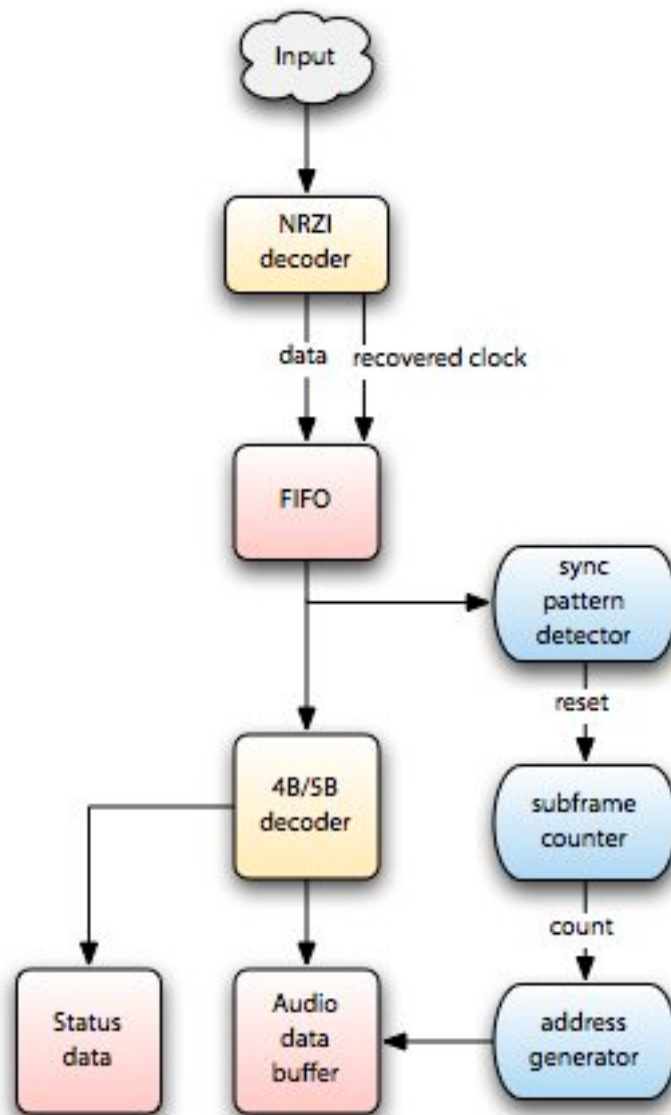 Input
NRZI
decoder
data
recovered clock
FIFO
sync
pattern
detector
reset
4B/5B
decoder
subframe
counter
count
Status
data
Audio
data
buffer
address
generator